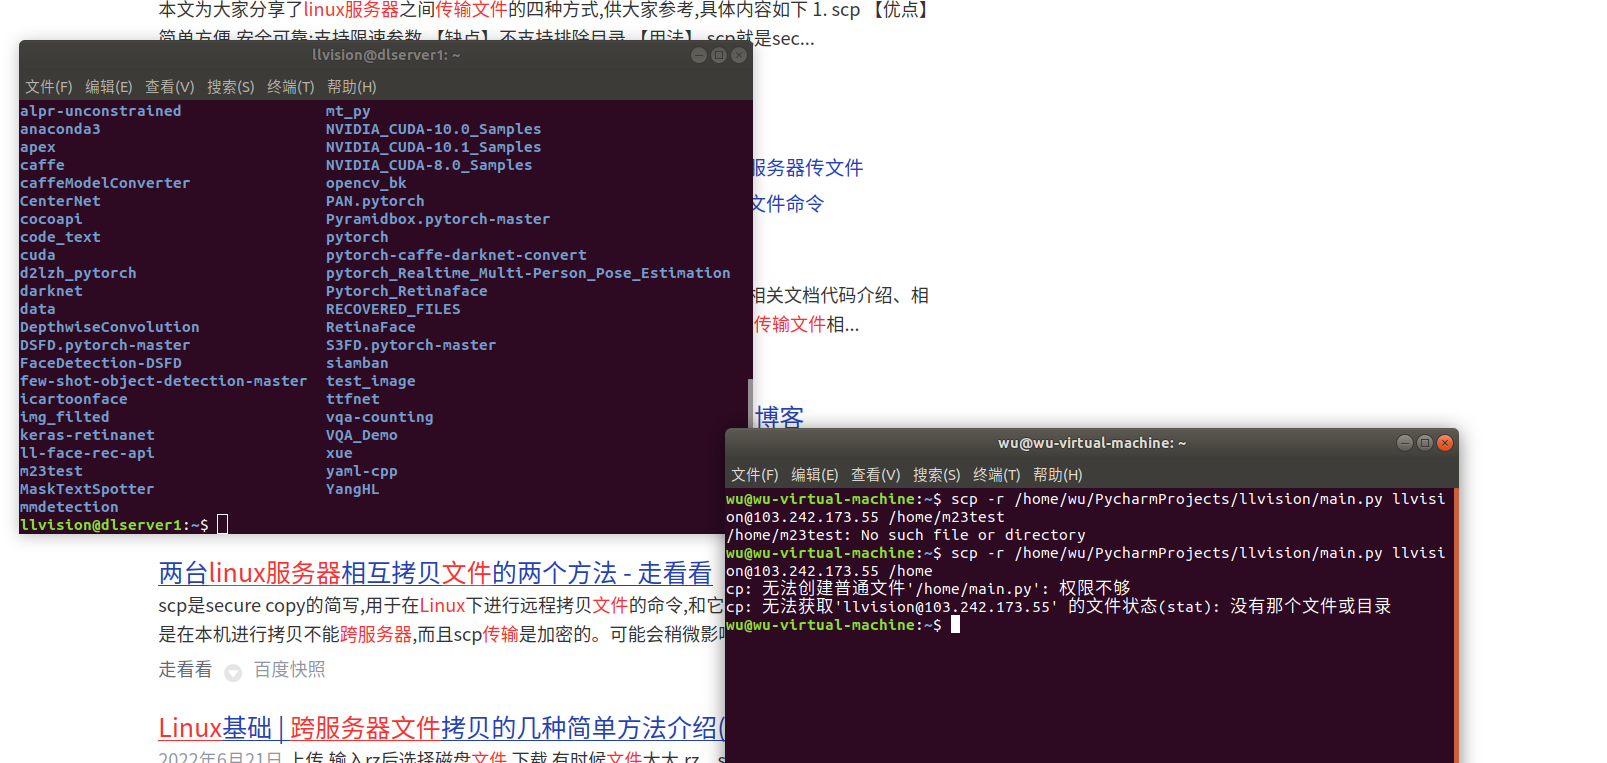 本文为大家分享了linux服务器之间传输文件的四种方式,供大家参考,具体内容如下 1. scp 【优点】
简单方便,安全可靠;支持限速参数 【缺点】不支持排除目录 【用法】 scp就是sec...
llvision@dlserver1: ~
文件(F) 编辑(E) 查看(V) 搜索(S) 终端(T) 帮助(H)
alpr-unconstrained mt_py
anaconda3 NVIDIA_CUDA-10.0_Samples
apex NVIDIA_CUDA-10.1_Samples
caffe NVIDIA_CUDA-8.0_Samples
caffeModelConverter opencv_bk
CenterNet PAN.pytorch
cocoapi Pyramidbox.pytorch-master
code_text pytorch
cuda pytorch-caffe-darknet-convert
d2lzh_pytorch pytorch_Realtime_Multi-Person_Pose_Estimation
darknet Pytorch_Retinaface
data RECOVERED_FILES
DepthwiseConvolution RetinaFace
DSFD.pytorch-master S3FD.pytorch-master
FaceDetection-DSFD siamban
few-shot-object-detection-master test_image
icartoonface ttfnet
img_filted vqa-counting
keras-retinanet VQA_Demo
ll-face-rec-api xue
m23test yaml-cpp
MaskTextSpotter YangHL
mmdetection
llvision@dlserver1:~$
服务器传文件
文件命令
相关文档代码介绍、相
传输文件相...
博客
wu@wu-virtual-machine: ~
文件(F) 编辑(E) 查看(V) 搜索(S) 终端(T) 帮助(H)
wu@wu-virtual-machine:~$ scp -r /home/wu/PycharmProjects/llvision/main.py llvisi
on@103.242.173.55 /home/m23test
/home/m23test: No such file or directory
wu@wu-virtual-machine:~$ scp -r /home/wu/PycharmProjects/llvision/main.py llvisi
on@103.242.173.55 /home
cp: 无法创建普通文件'/home/main.py': 权限不够
cp: 无法获取'llvision@103.242.173.55' 的文件状态(stat): 没有那个文件或目录
wu@wu-virtual-machine:~$
两台linux服务器相互拷贝文件的两个方法 - 走看看
scp是secure copy的简写,用于在Linux下进行远程拷贝文件的命令,和它
是在本机进行拷贝不能跨服务器,而且scp传输是加密的。可能会稍微影响
走看看 百度快照
Linux基础 | 跨服务器文件拷贝的几种简单方法介绍(
2022年6月21日 上传,输入rz后选择磁盘文件,下载,有时候文件太大,rz、s